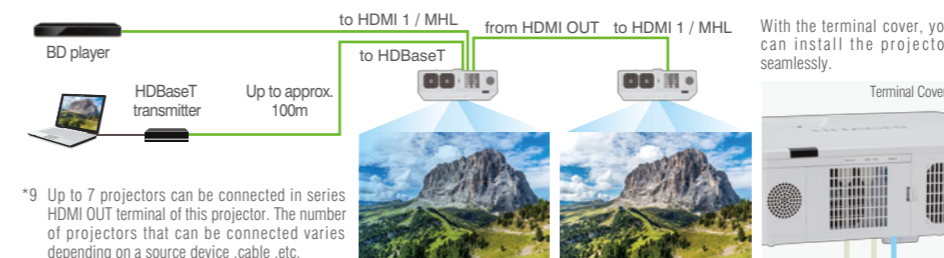 to HDMI 1 / MHL
from HDMI OUT
to HDMI 1 / MHL
BD player
to HDBaseT
HDBaseT
transmitter
Up to approx.
100m
*9 Up to 7 projectors can be connected in series
HDMI OUT terminal of this projector. The number
of projectors that can be connected varies
depending on a source device ,cable ,etc.
With the terminal cover, yo
can install the projecto
seamlessly.
Terminal Cove
HITACHI